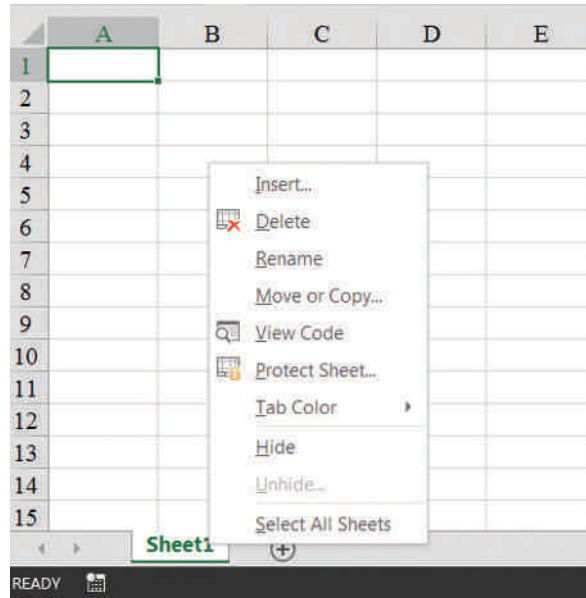 A B C D E
1
2
3
4
5
6
7
8
9
10
11
12
13
14
15
Insert...
Delete
Rename
Move or Copy...
View Code
Protect Sheet...
Tab Color
Hide
Unhide...
Select All Sheets
Sheet1
READY